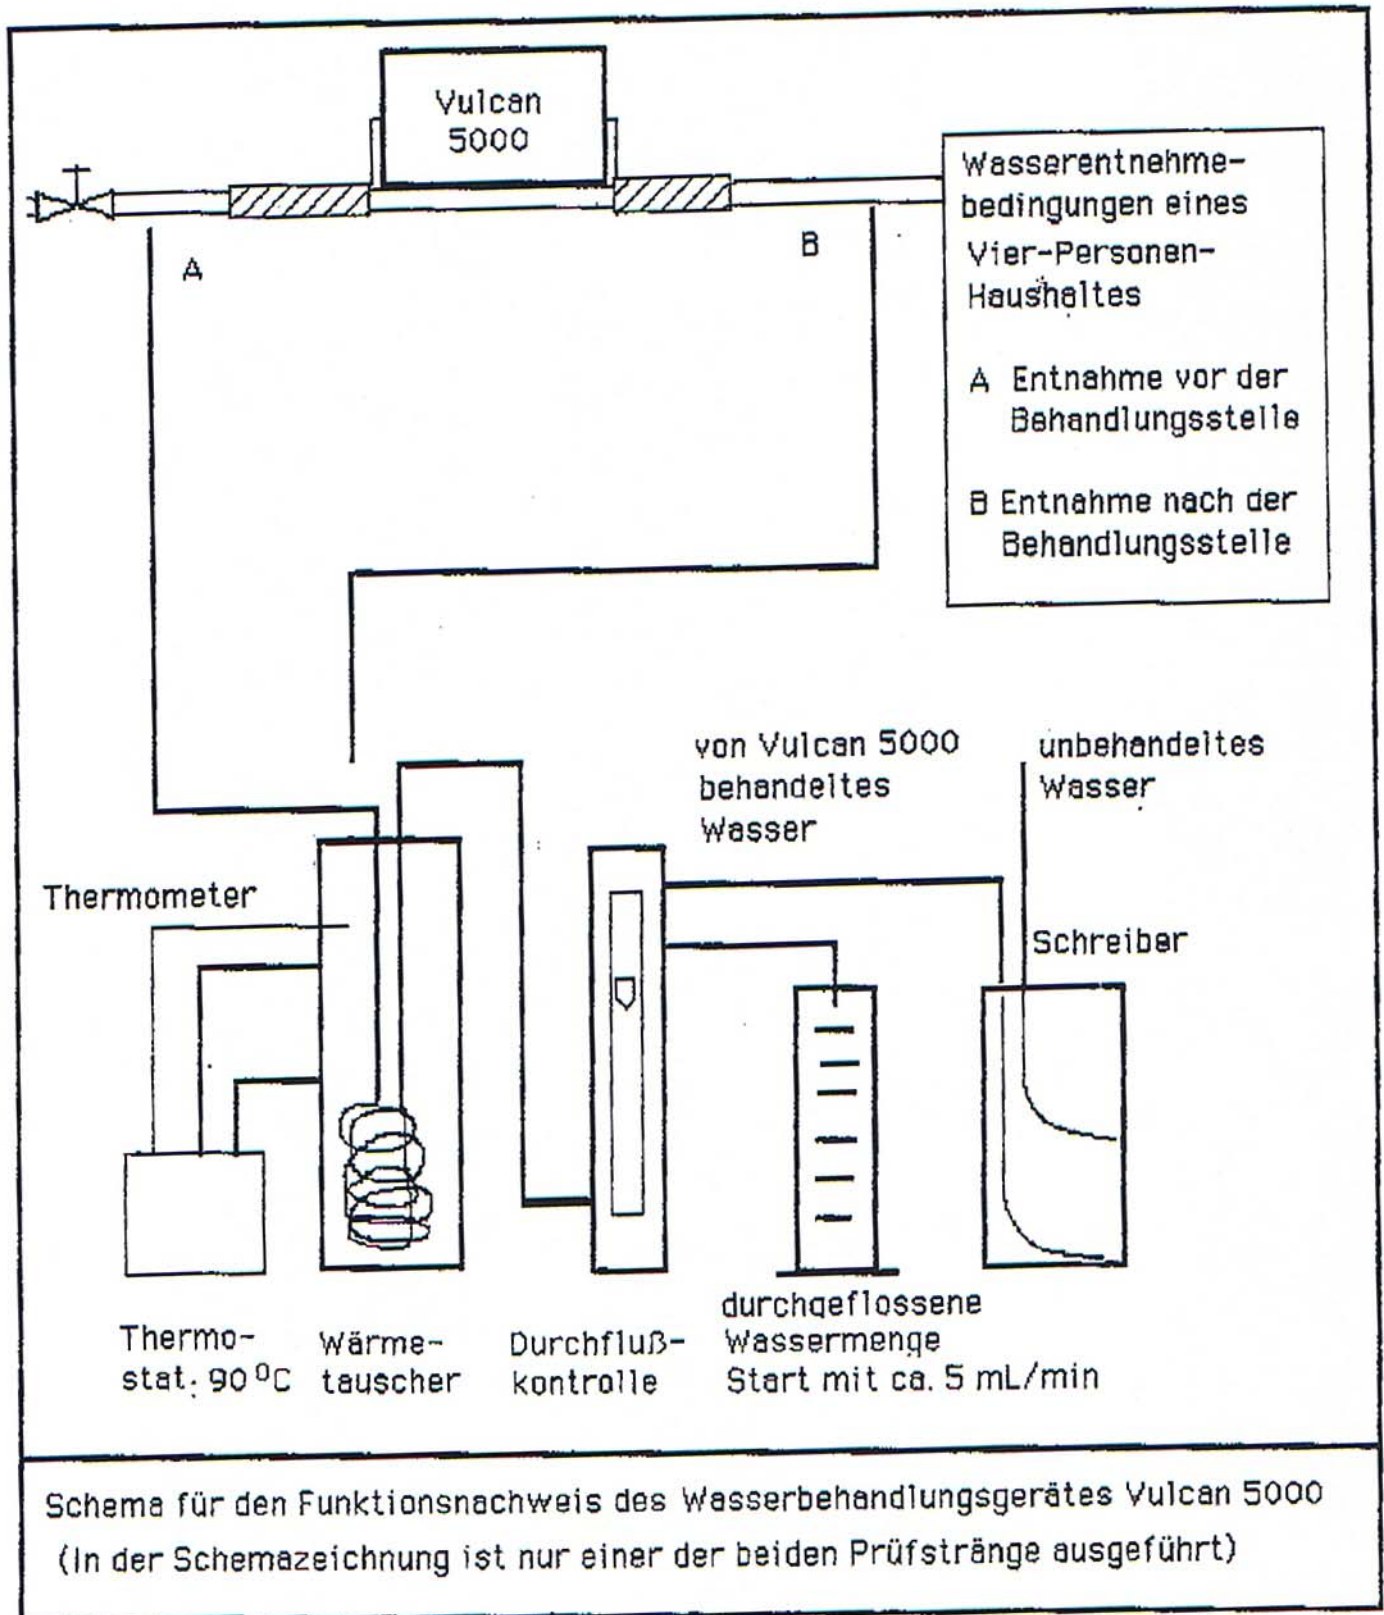 Vulcan
5000
Wasserentnehme-
bedingungen eines
Vier-Personen-
Haushaltes
A Entnahme vor der
Behandlungsstelle
B Entnahme nach der
Behandlungsstelle
A
B
von Vulcan 5000
behandeltes
Wasser
unbehandeltes
Wasser
Thermometer
Schreiber
Thermo-
stat: 90 °C
Wärme-
tauscher
Durchfluß-
kontrolle
durchgeflossene
Wassermenge
Start mit ca. 5 mL/min
Schema für den Funktionsnachweis des Wasserbehandlungsgerätes Vulcan 5000
(In der Schemazeichnung ist nur einer der beiden Prüfstränge ausgeführt)